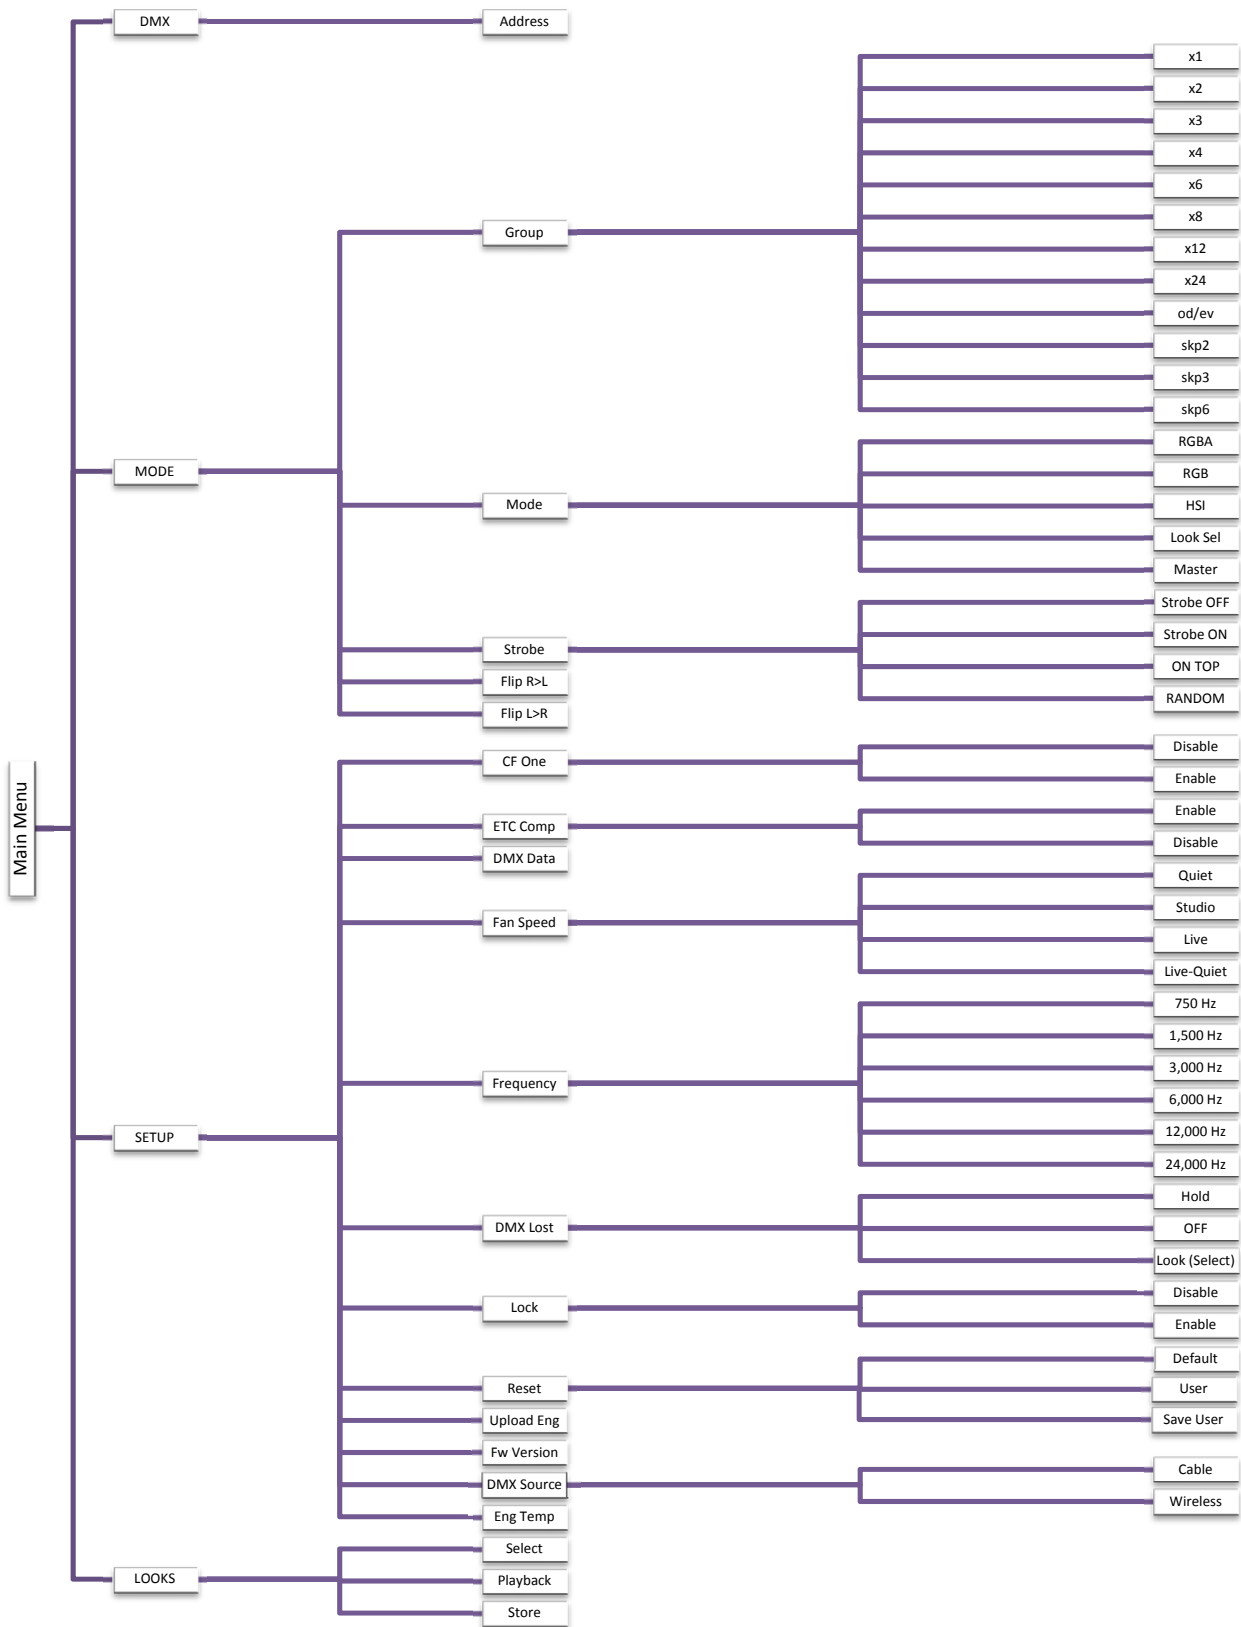 Main Menu
DMX
Address
MODE
Group
x1
x2
x3
x4
x6
x8
x12
x24
od/ev
skp2
skp3
skp6
Mode
RGBA
RGB
HSI
Look Sel
Master
Strobe
Strobe OFF
Strobe ON
ON TOP
RANDOM
Flip R>L
Flip L>R
SETUP
CF One
Disable
Enable
ETC Comp
Enable
Disable
DMX Data
Fan Speed
Quiet
Studio
Live
Live-Quiet
Frequency
750 Hz
1,500 Hz
3,000 Hz
6,000 Hz
12,000 Hz
24,000 Hz
DMX Lost
Hold
OFF
Look (Select)
Lock
Disable
Enable
Reset
Default
User
Save User
Upload Eng
Fw Version
DMX Source
Cable
Wireless
Eng Temp
LOOKS
Select
Playback
Store